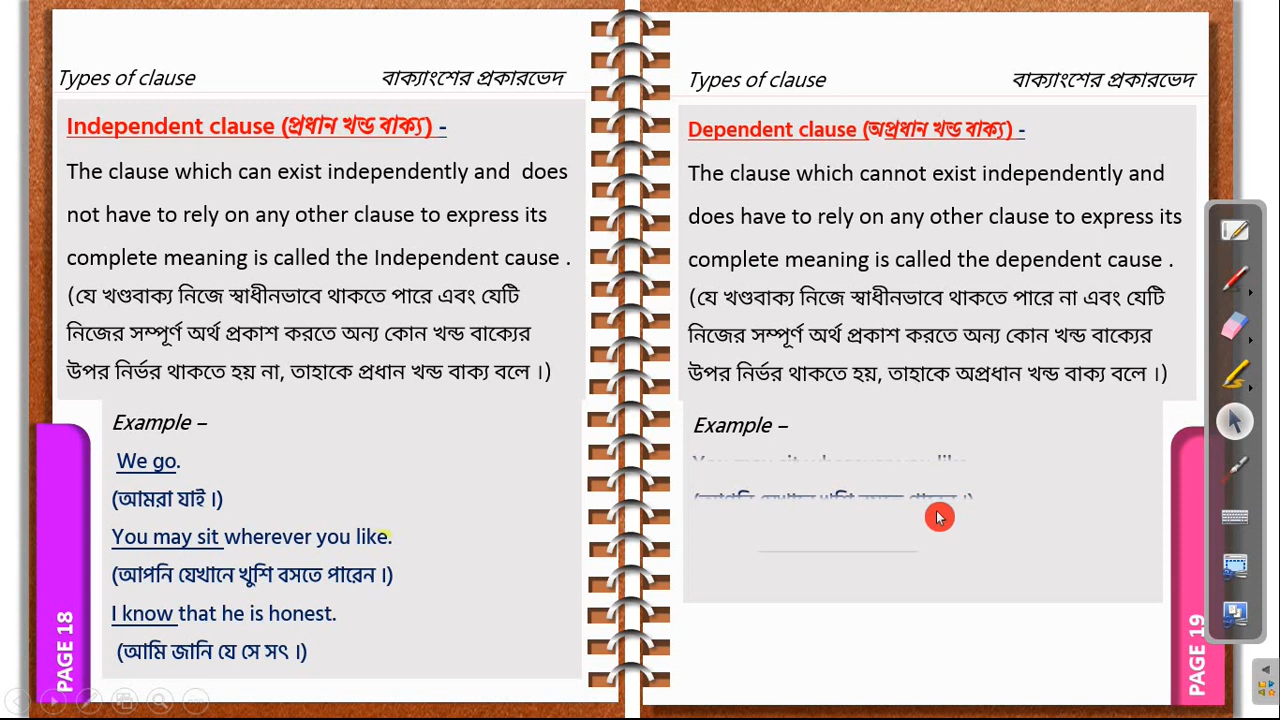 Types of clause বাক্যাংশের প্রকারভেদ
Independent clause (প্রধান খন্ড বাক্য) -
The clause which can exist independently and does
not have to rely on any other clause to express its
complete meaning is called the Independent cause .
(যে খণ্ডবাক্য নিজে স্বাধীনভাবে থাকতে পারে এবং যেটি
নিজের সম্পূর্ণ অর্থ প্রকাশ করতে অন্য কোন খন্ড বাক্যের
উপর নির্ভর থাকতে হয় না, তাহাকে প্রধান খন্ড বাক্য বলে ।)
Example –
We go.
(আমরা যাই ।)
You may sit wherever you like.
(আপনি যেখানে খুশি বসতে পারেন ।)
I know that he is honest.
(আমি জানি যে সে সৎ ।)
PAGE 18
Types of clause বাক্যাংশের প্রকারভেদ
Dependent clause (অপ্রধান খন্ড বাক্য) -
The clause which cannot exist independently and
does have to rely on any other clause to express its
complete meaning is called the dependent cause .
(যে খণ্ডবাক্য নিজে স্বাধীনভাবে থাকতে পারে না এবং যেটি
নিজের সম্পূর্ণ অর্থ প্রকাশ করতে অন্য কোন খন্ড বাক্যের
উপর নির্ভর থাকতে হয়, তাহাকে অপ্রধান খন্ড বাক্য বলে ।)
Example –
PAGE 19